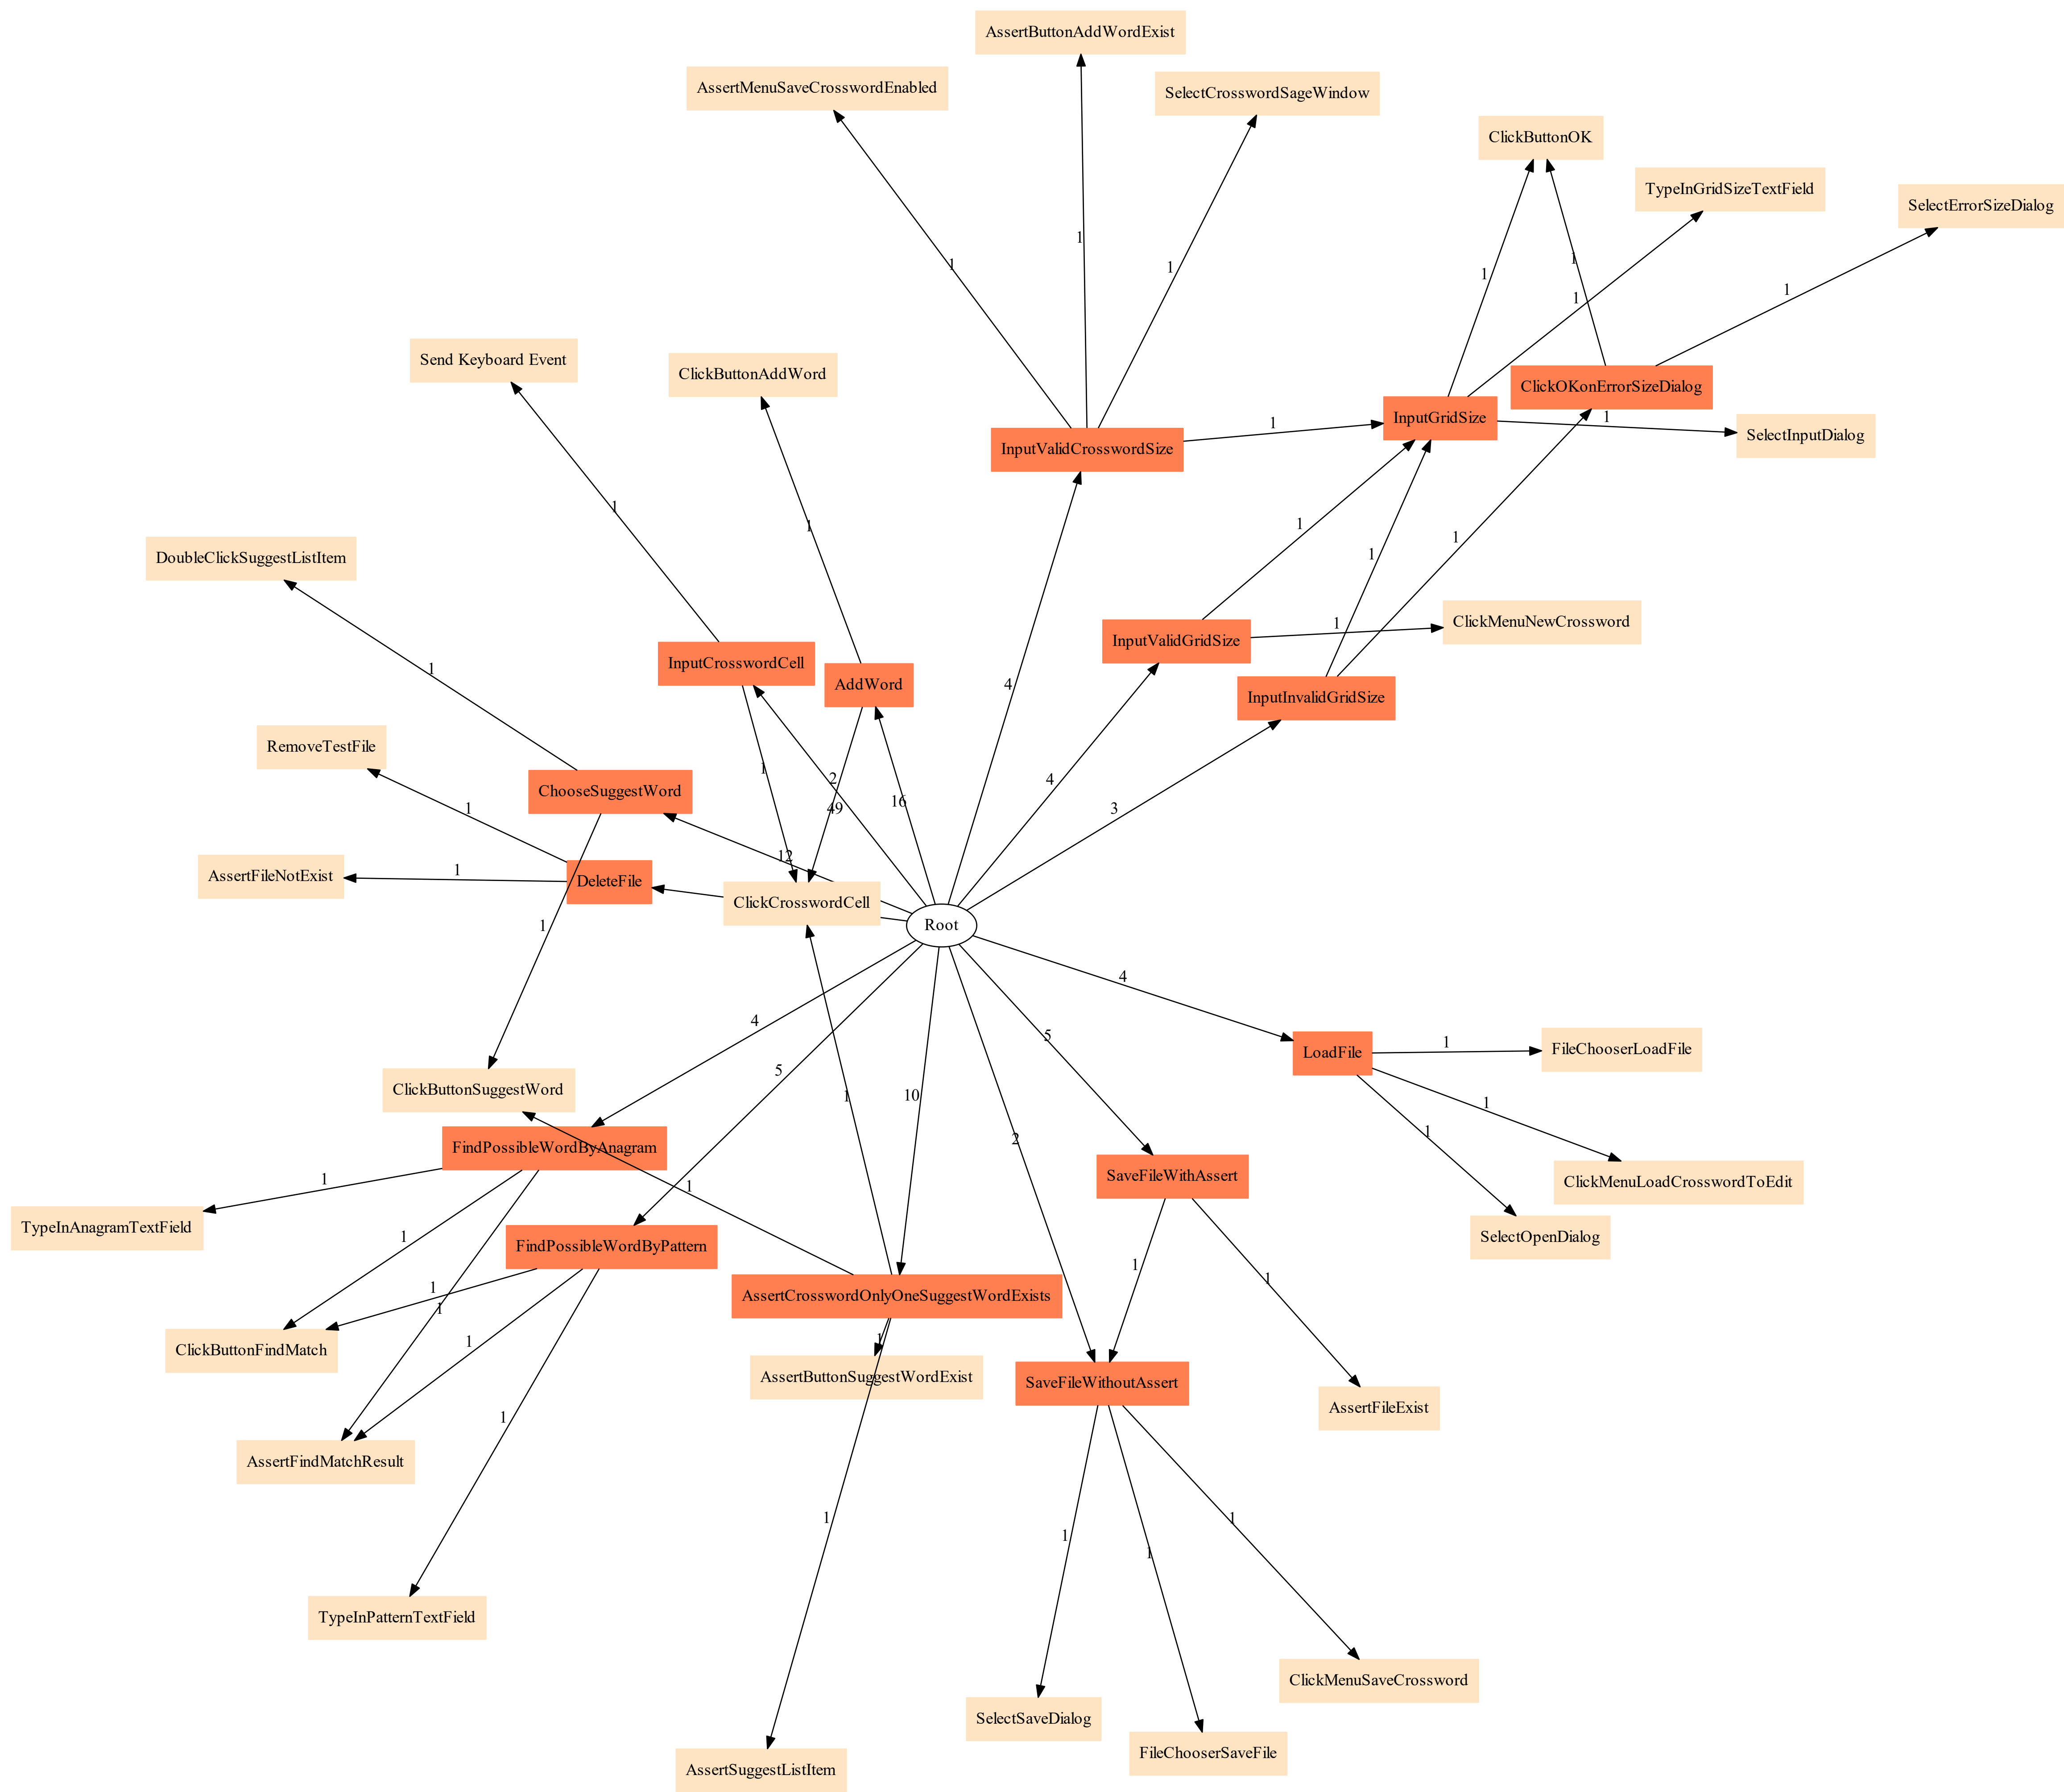 AssertButtonAddWordExist
AssertMenuSaveCrosswordEnabled
SelectCrosswordSageWindow
ClickButtonOK
TypeInGridSizeTextField
SelectErrorSizeDialog
1
1
1
1
1
1
1
Send Keyboard Event
ClickButtonAddWord
ClickOKonErrorSizeDialog
InputGridSize
1
1
SelectInputDialog
InputValidCrosswordSize
1
1
1
1
1
DoubleClickSuggestListItem
1
ClickMenuNewCrossword
InputValidGridSize
InputCrosswordCell
1
AddWord
4
InputInvalidGridSize
RemoveTestFile
1
2
4
ChooseSuggestWord
1
49
16
3
12
AssertFileNotExist
1
DeleteFile
ClickCrosswordCell
1
Root
4
4
5
1
LoadFile
FileChooserLoadFile
5
ClickButtonSuggestWord
1
10
1
1
2
FindPossibleWordByAnagram
SaveFileWithAssert
ClickMenuLoadCrosswordToEdit
1
1
TypeInAnagramTextField
1
FindPossibleWordByPattern
SelectOpenDialog
1
1
1
AssertCrosswordOnlyOneSuggestWordExists
1
1
1
ClickButtonFindMatch
AssertButtonSuggestWordExist
SaveFileWithoutAssert
AssertFileExist
1
AssertFindMatchResult
1
1
1
1
TypeInPatternTextField
ClickMenuSaveCrossword
SelectSaveDialog
FileChooserSaveFile
AssertSuggestListItem